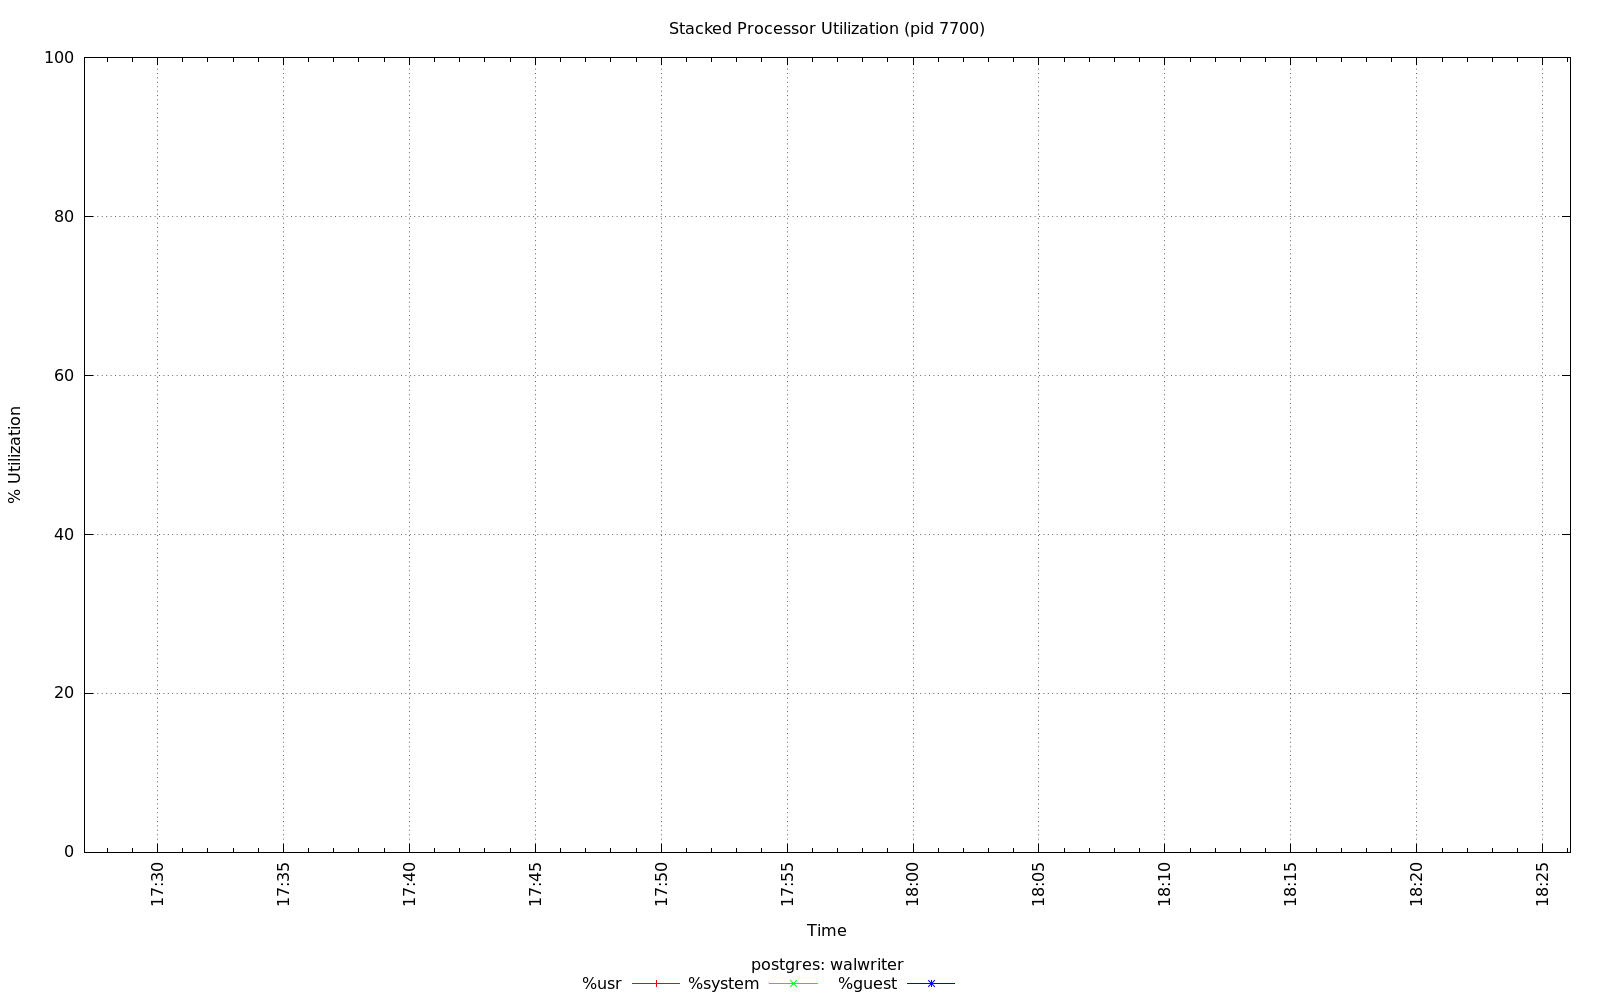 Stacked Processor Utilization (pid 7700)
100
80
60
40
20
0
% Utilization
17:30 17:35 17:40 17:45 17:50 17:55 18:00 18:05 18:10 18:15 18:20 18:25
Time
postgres: walwriter
%usr %system %guest